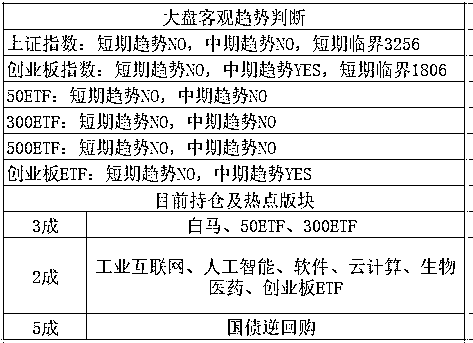 大盘客观趋势判断
上证指数：短期趋势NO，中期趋势NO，短期临界3256
创业板指数：短期趋势NO，中期趋势YES，短期临界1806
50ETF：短期趋势NO，中期趋势NO
300ETF：短期趋势NO，中期趋势NO
500ETF：短期趋势NO，中期趋势NO
创业板ETF：短期趋势NO，中期趋势YES
目前持仓及热点版块
3成 白马、50ETF、300ETF
2成 工业互联网、人工智能、软件、云计算、生物
医药、创业板ETF
5成 国债逆回购